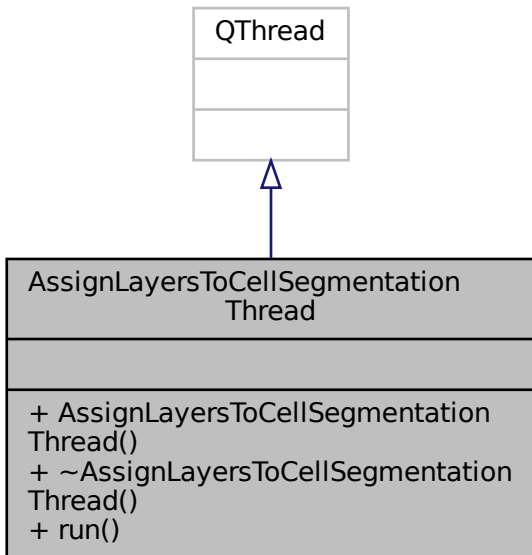 QThread
AssignLayersToCellSegmentation
Thread
+ AssignLayersToCellSegmentation
Thread()
+ ~AssignLayersToCellSegmentation
Thread()
+ run()